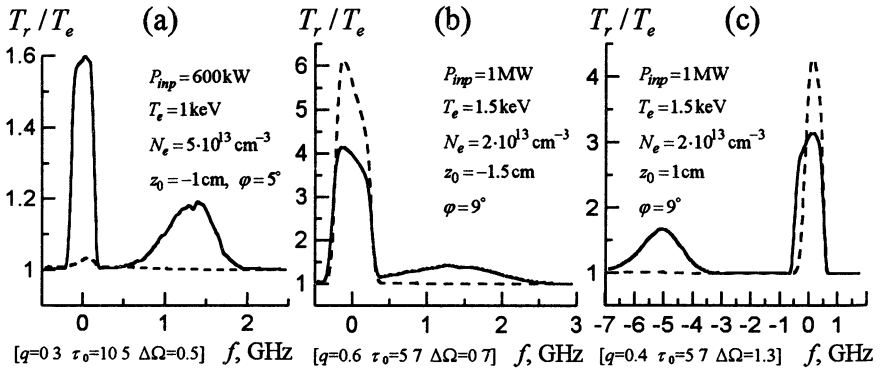 T_r / T_e (a)
1.6
1.4
1.2
1
0 1 2
P_inp = 600kW
T_e = 1keV
N_e = 5·10^13 cm^-3
z_0 = -1cm, φ = 5°
[q=0 3 τ_0=10 5 ΔΩ=0.5] f, GHz
T_r / T_e (b)
6
5
4
3
2
1
0 1 2 3
P_inp = 1MW
T_e = 1.5keV
N_e = 2·10^13 cm^-3
z_0 = -1.5cm
φ = 9°
[q=0.6 τ_0=5 7 ΔΩ=0 7] f, GHz
T_r / T_e (c)
4
3
2
1
-7 -6 -5 -4 -3 -2 -1 0 1
P_inp = 1MW
T_e = 1.5keV
N_e = 2·10^13 cm^-3
z_0 = 1cm
φ = 9°
[q=0.4 τ_0=5 7 ΔΩ=1.3] f, GHz